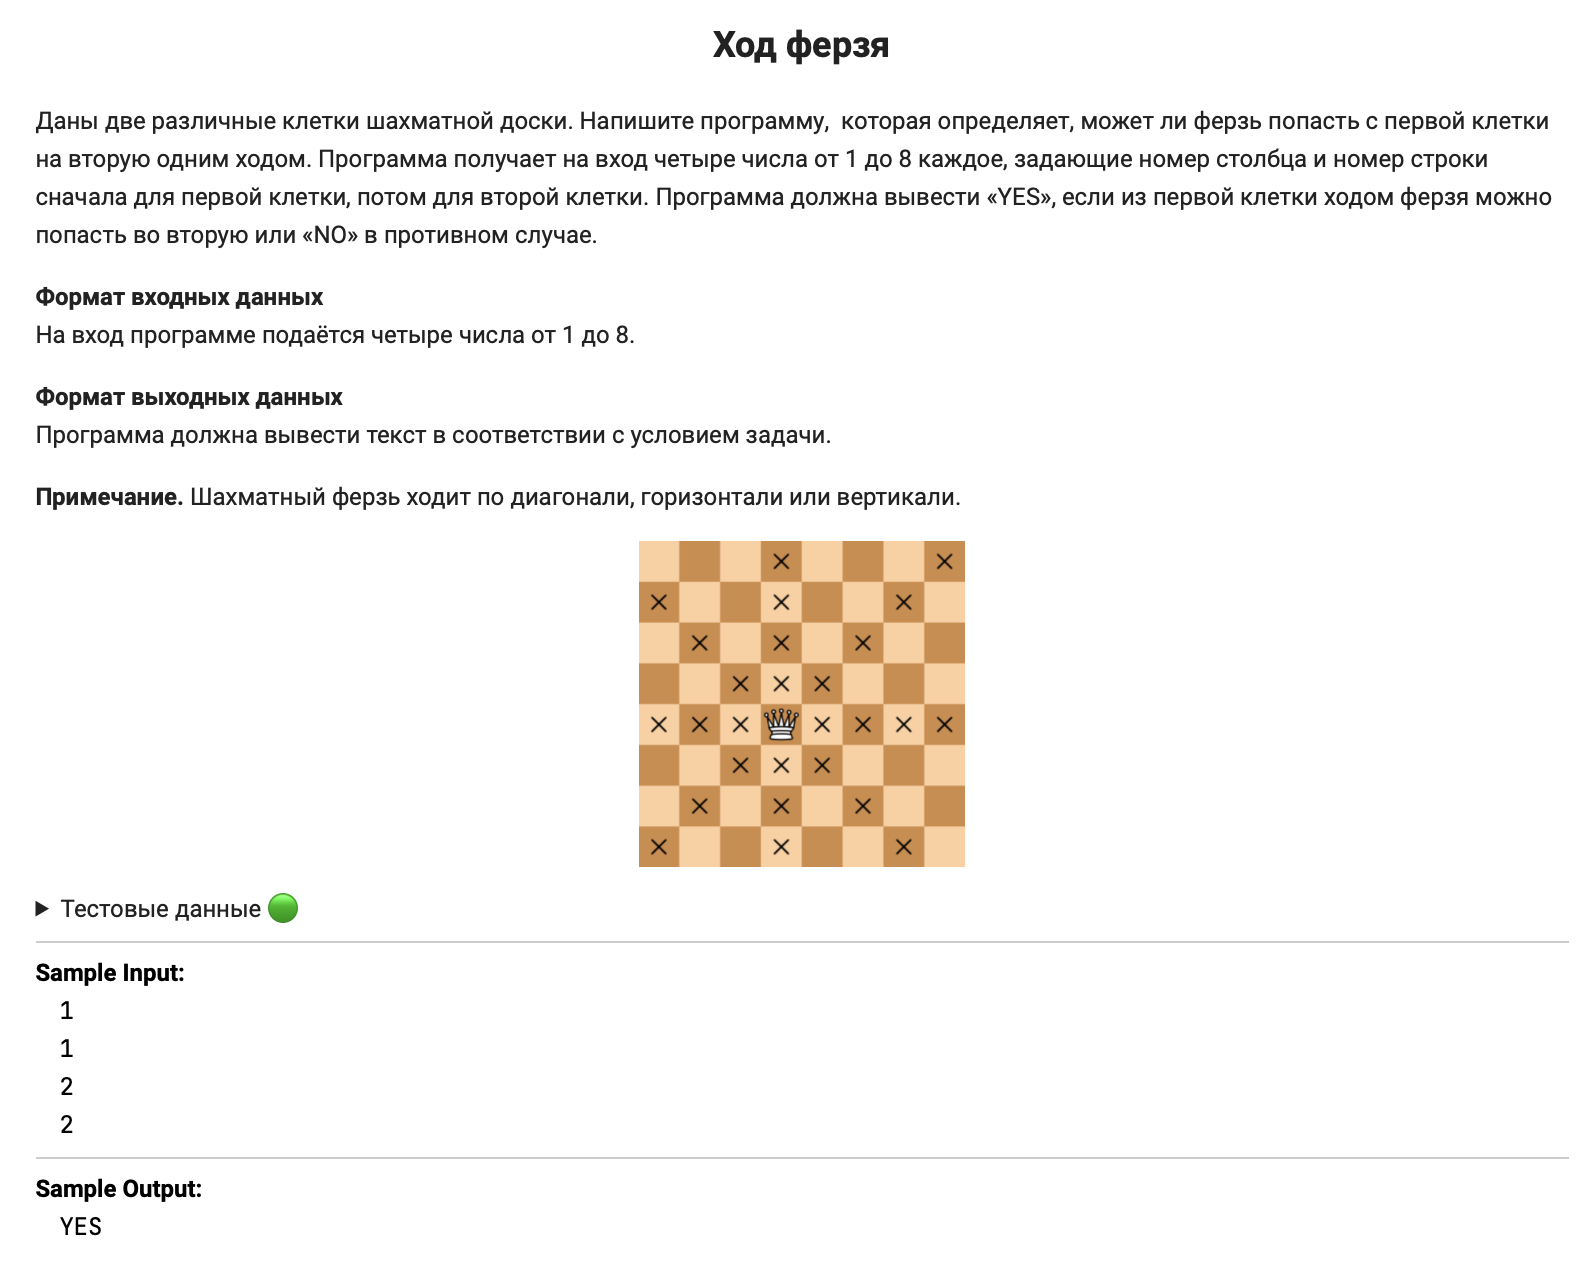 Ход ферзя
Даны две различные клетки шахматной доски. Напишите программу,  которая определяет, может ли ферзь попасть с первой клетки
на вторую одним ходом. Программа получает на вход четыре числа от 1 до 8 каждое, задающие номер столбца и номер строки
сначала для первой клетки, потом для второй клетки. Программа должна вывести «YES», если из первой клетки ходом ферзя можно
попасть во вторую или «NO» в противном случае.
Формат входных данных
На вход программе подаётся четыре числа от 1 до 8.
Формат выходных данных
Программа должна вывести текст в соответствии с условием задачи.
Примечание. Шахматный ферзь ходит по диагонали, горизонтали или вертикали.
Тестовые данные
Sample Input:
1
1
2
2
Sample Output:
YES